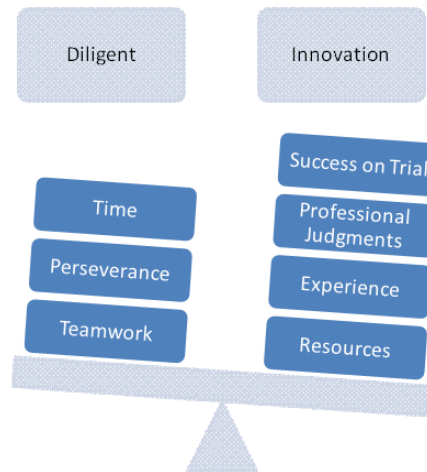 Diligent
Innovation
Time
Perseverance
Teamwork
Success on Trial
Professional
Judgments
Experience
Resources